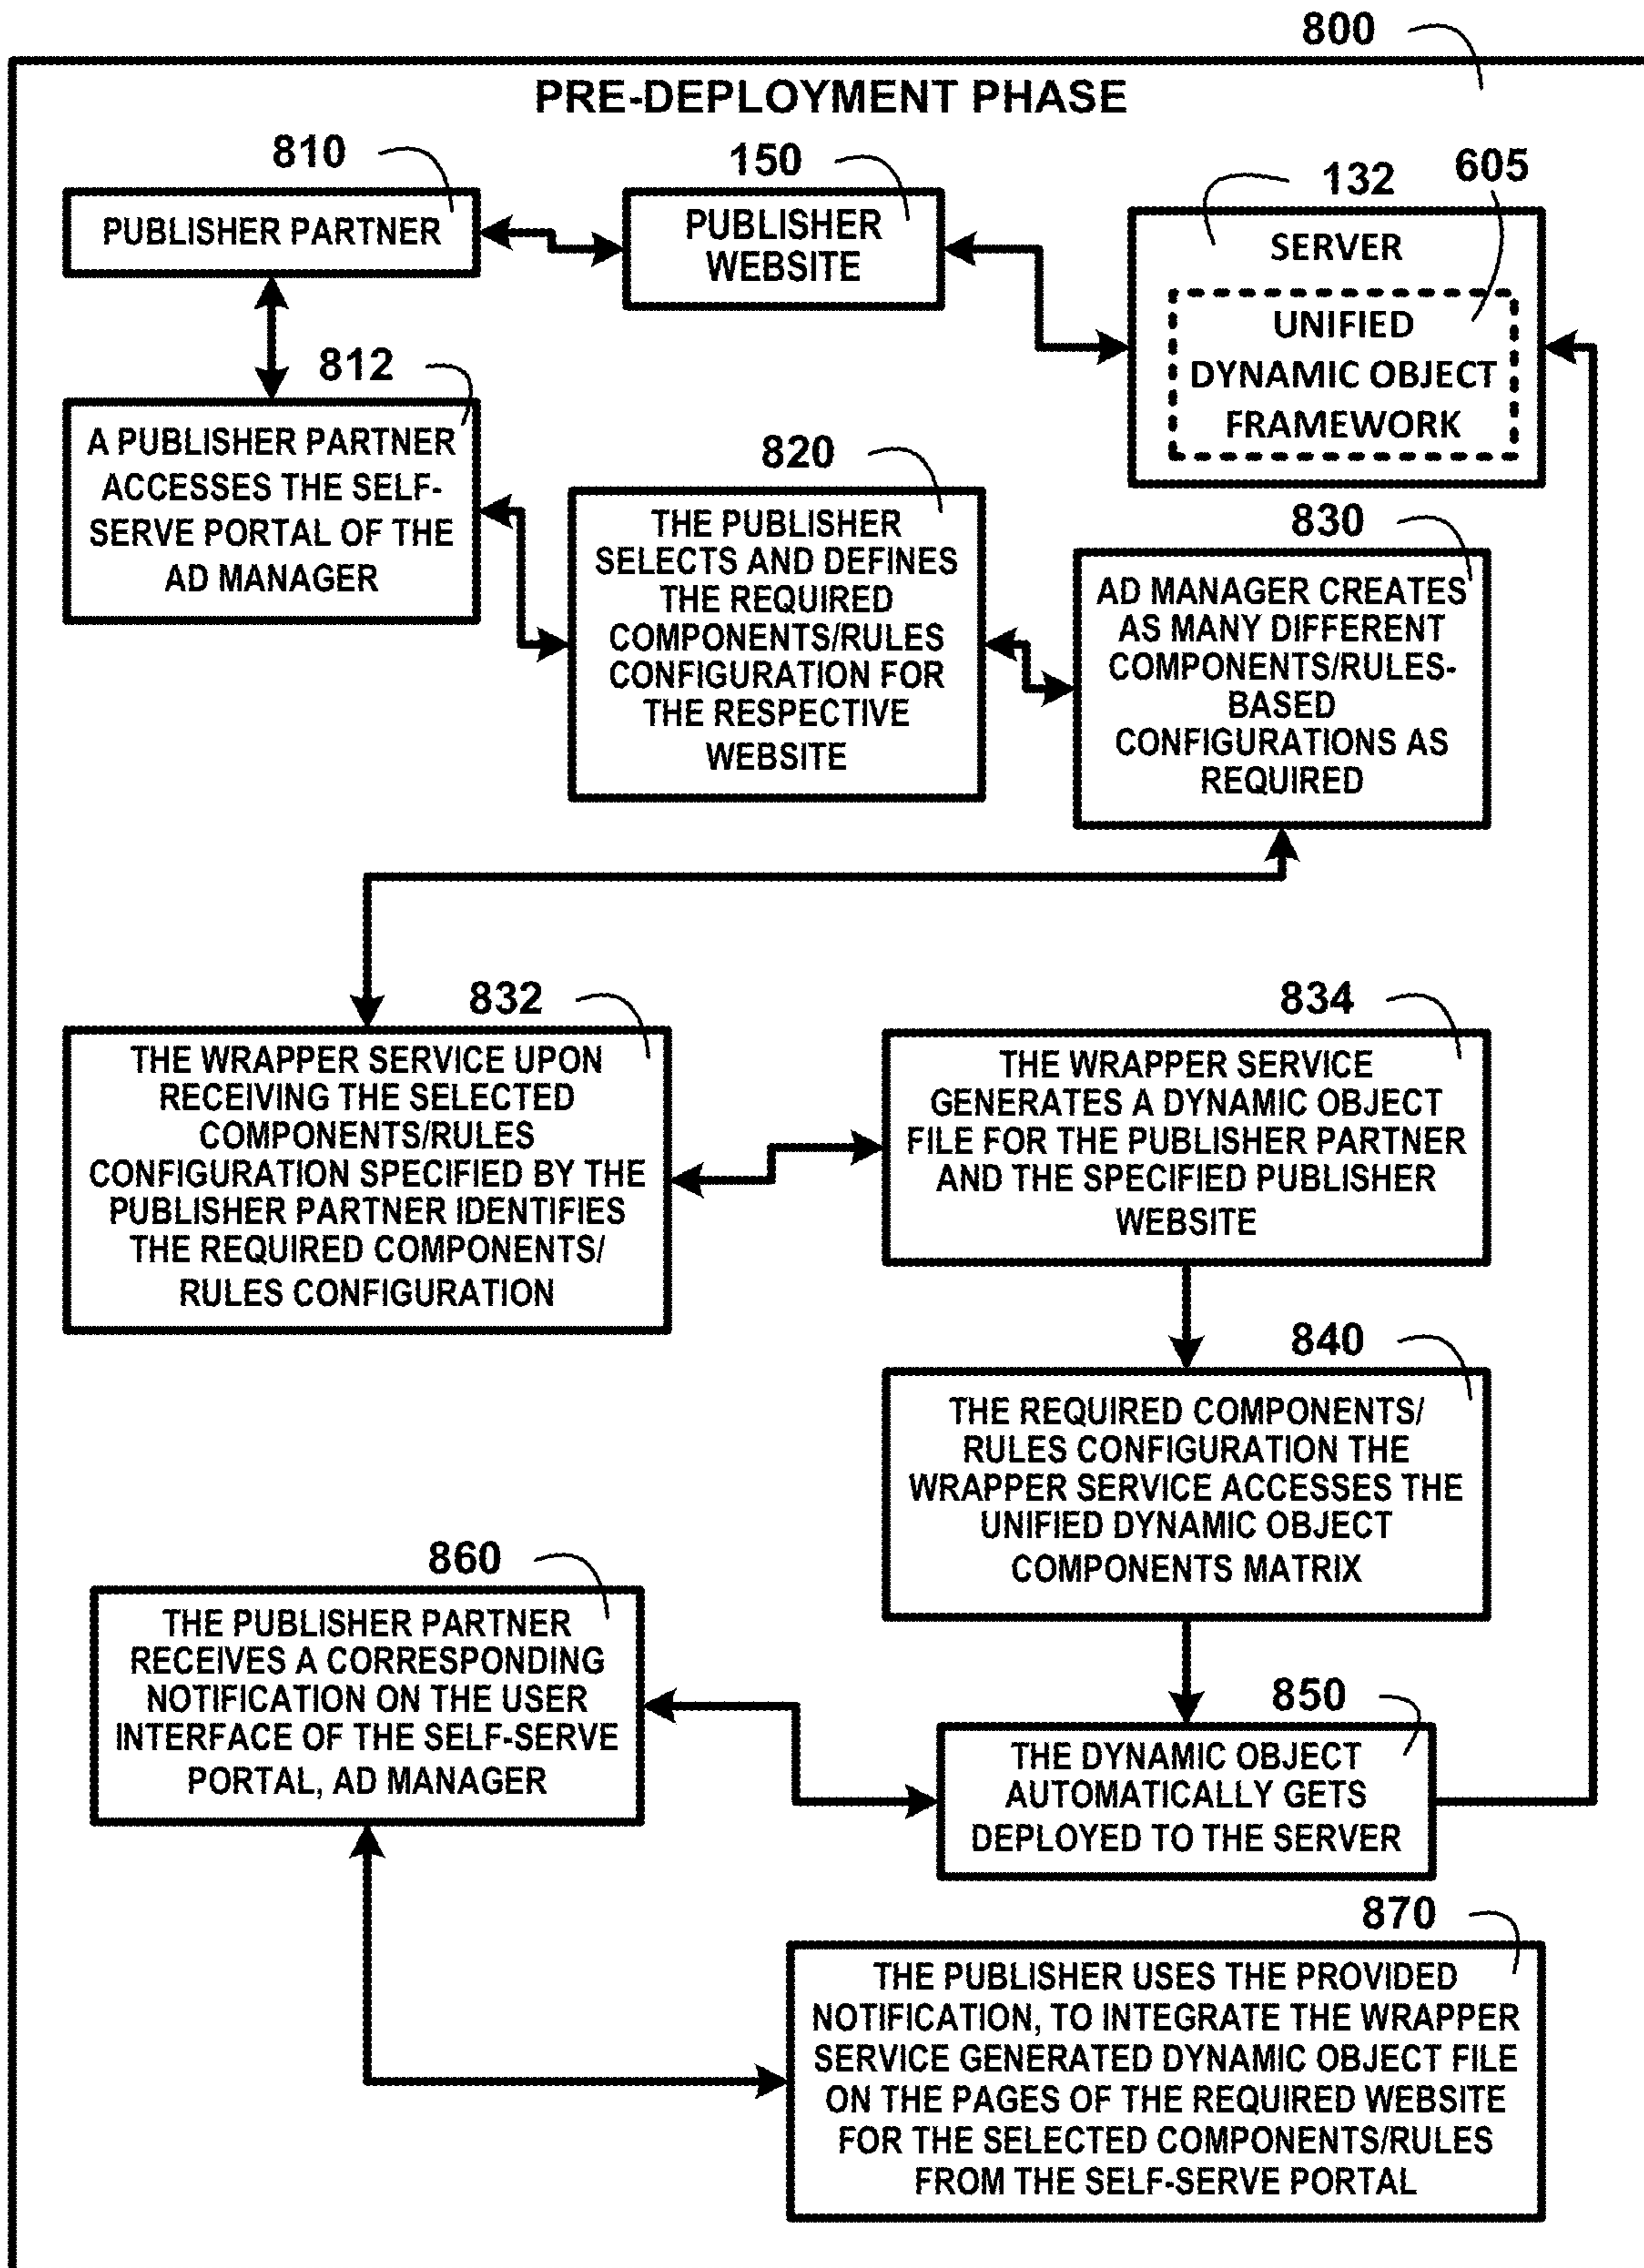 800
PRE-DEPLOYMENT PHASE
810
PUBLISHER PARTNER
150
PUBLISHER
WEBSITE
132
605
SERVER
UNIFIED
DYNAMIC OBJECT
FRAMEWORK
812
A PUBLISHER PARTNER
ACCESSES THE SELF-
SERVE PORTAL OF THE
AD MANAGER
820
THE PUBLISHER
SELECTS AND DEFINES
THE REQUIRED
COMPONENTS/RULES
CONFIGURATION FOR
THE RESPECTIVE
WEBSITE
830
AD MANAGER CREATES
AS MANY DIFFERENT
COMPONENTS/RULES-
BASED
CONFIGURATIONS AS
REQUIRED
832
THE WRAPPER SERVICE UPON
RECEIVING THE SELECTED
COMPONENTS/RULES
CONFIGURATION SPECIFIED BY THE
PUBLISHER PARTNER IDENTIFIES
THE REQUIRED COMPONENTS/
RULES CONFIGURATION
834
THE WRAPPER SERVICE
GENERATES A DYNAMIC OBJECT
FILE FOR THE PUBLISHER PARTNER
AND THE SPECIFIED PUBLISHER
WEBSITE
840
THE REQUIRED COMPONENTS/
RULES CONFIGURATION THE
WRAPPER SERVICE ACCESSES THE
UNIFIED DYNAMIC OBJECT
COMPONENTS MATRIX
860
THE PUBLISHER PARTNER
RECEIVES A CORRESPONDING
NOTIFICATION ON THE USER
INTERFACE OF THE SELF-SERVE
PORTAL, AD MANAGER
850
THE DYNAMIC OBJECT
AUTOMATICALLY GETS
DEPLOYED TO THE SERVER
870
THE PUBLISHER USES THE PROVIDED
NOTIFICATION, TO INTEGRATE THE WRAPPER
SERVICE GENERATED DYNAMIC OBJECT FILE
ON THE PAGES OF THE REQUIRED WEBSITE
FOR THE SELECTED COMPONENTS/RULES
FROM THE SELF-SERVE PORTAL